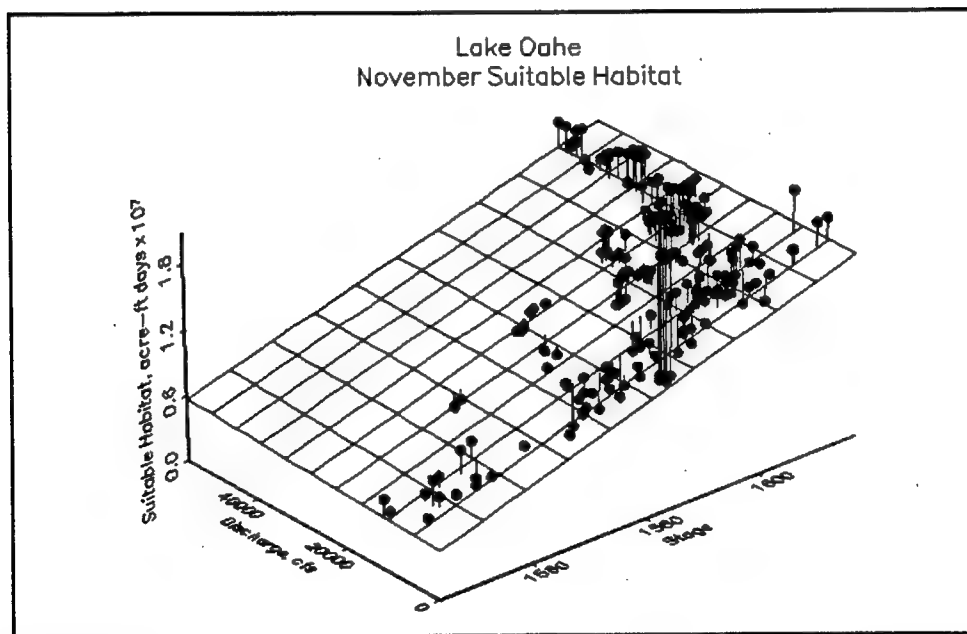 Lake Oahe
November Suitable Habitat
Suitable Habitat, acre-ft days x 10⁷
1.8
1.2
0.6
0.0
40000
20000
0
Discharge, cfs
1560
1580
1600
Stage